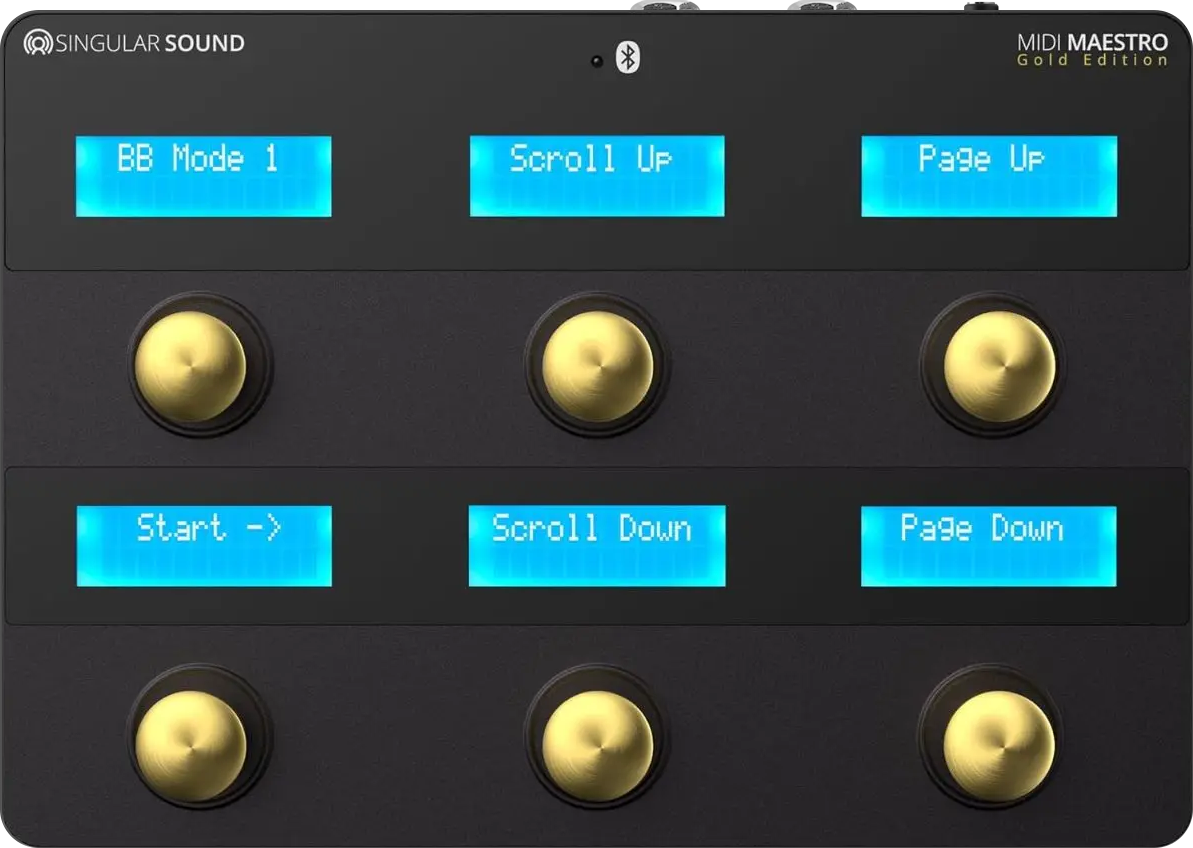 SINGULAR SOUND
MIDI MAESTRO
Gold Edition
BB Mode 1
Scroll Up
Page Up
Start ->
Scroll Down
Page Down